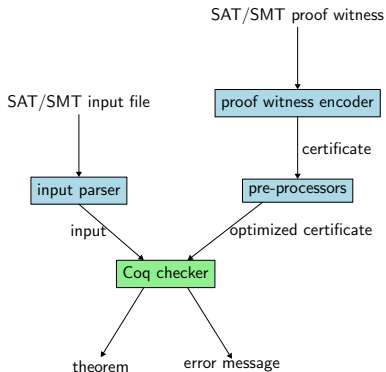 SAT/SMT proof witness
proof witness encoder
SAT/SMT input file
certificate
input parser
pre-processors
input
optimized certificate
Coq checker
theorem
error message